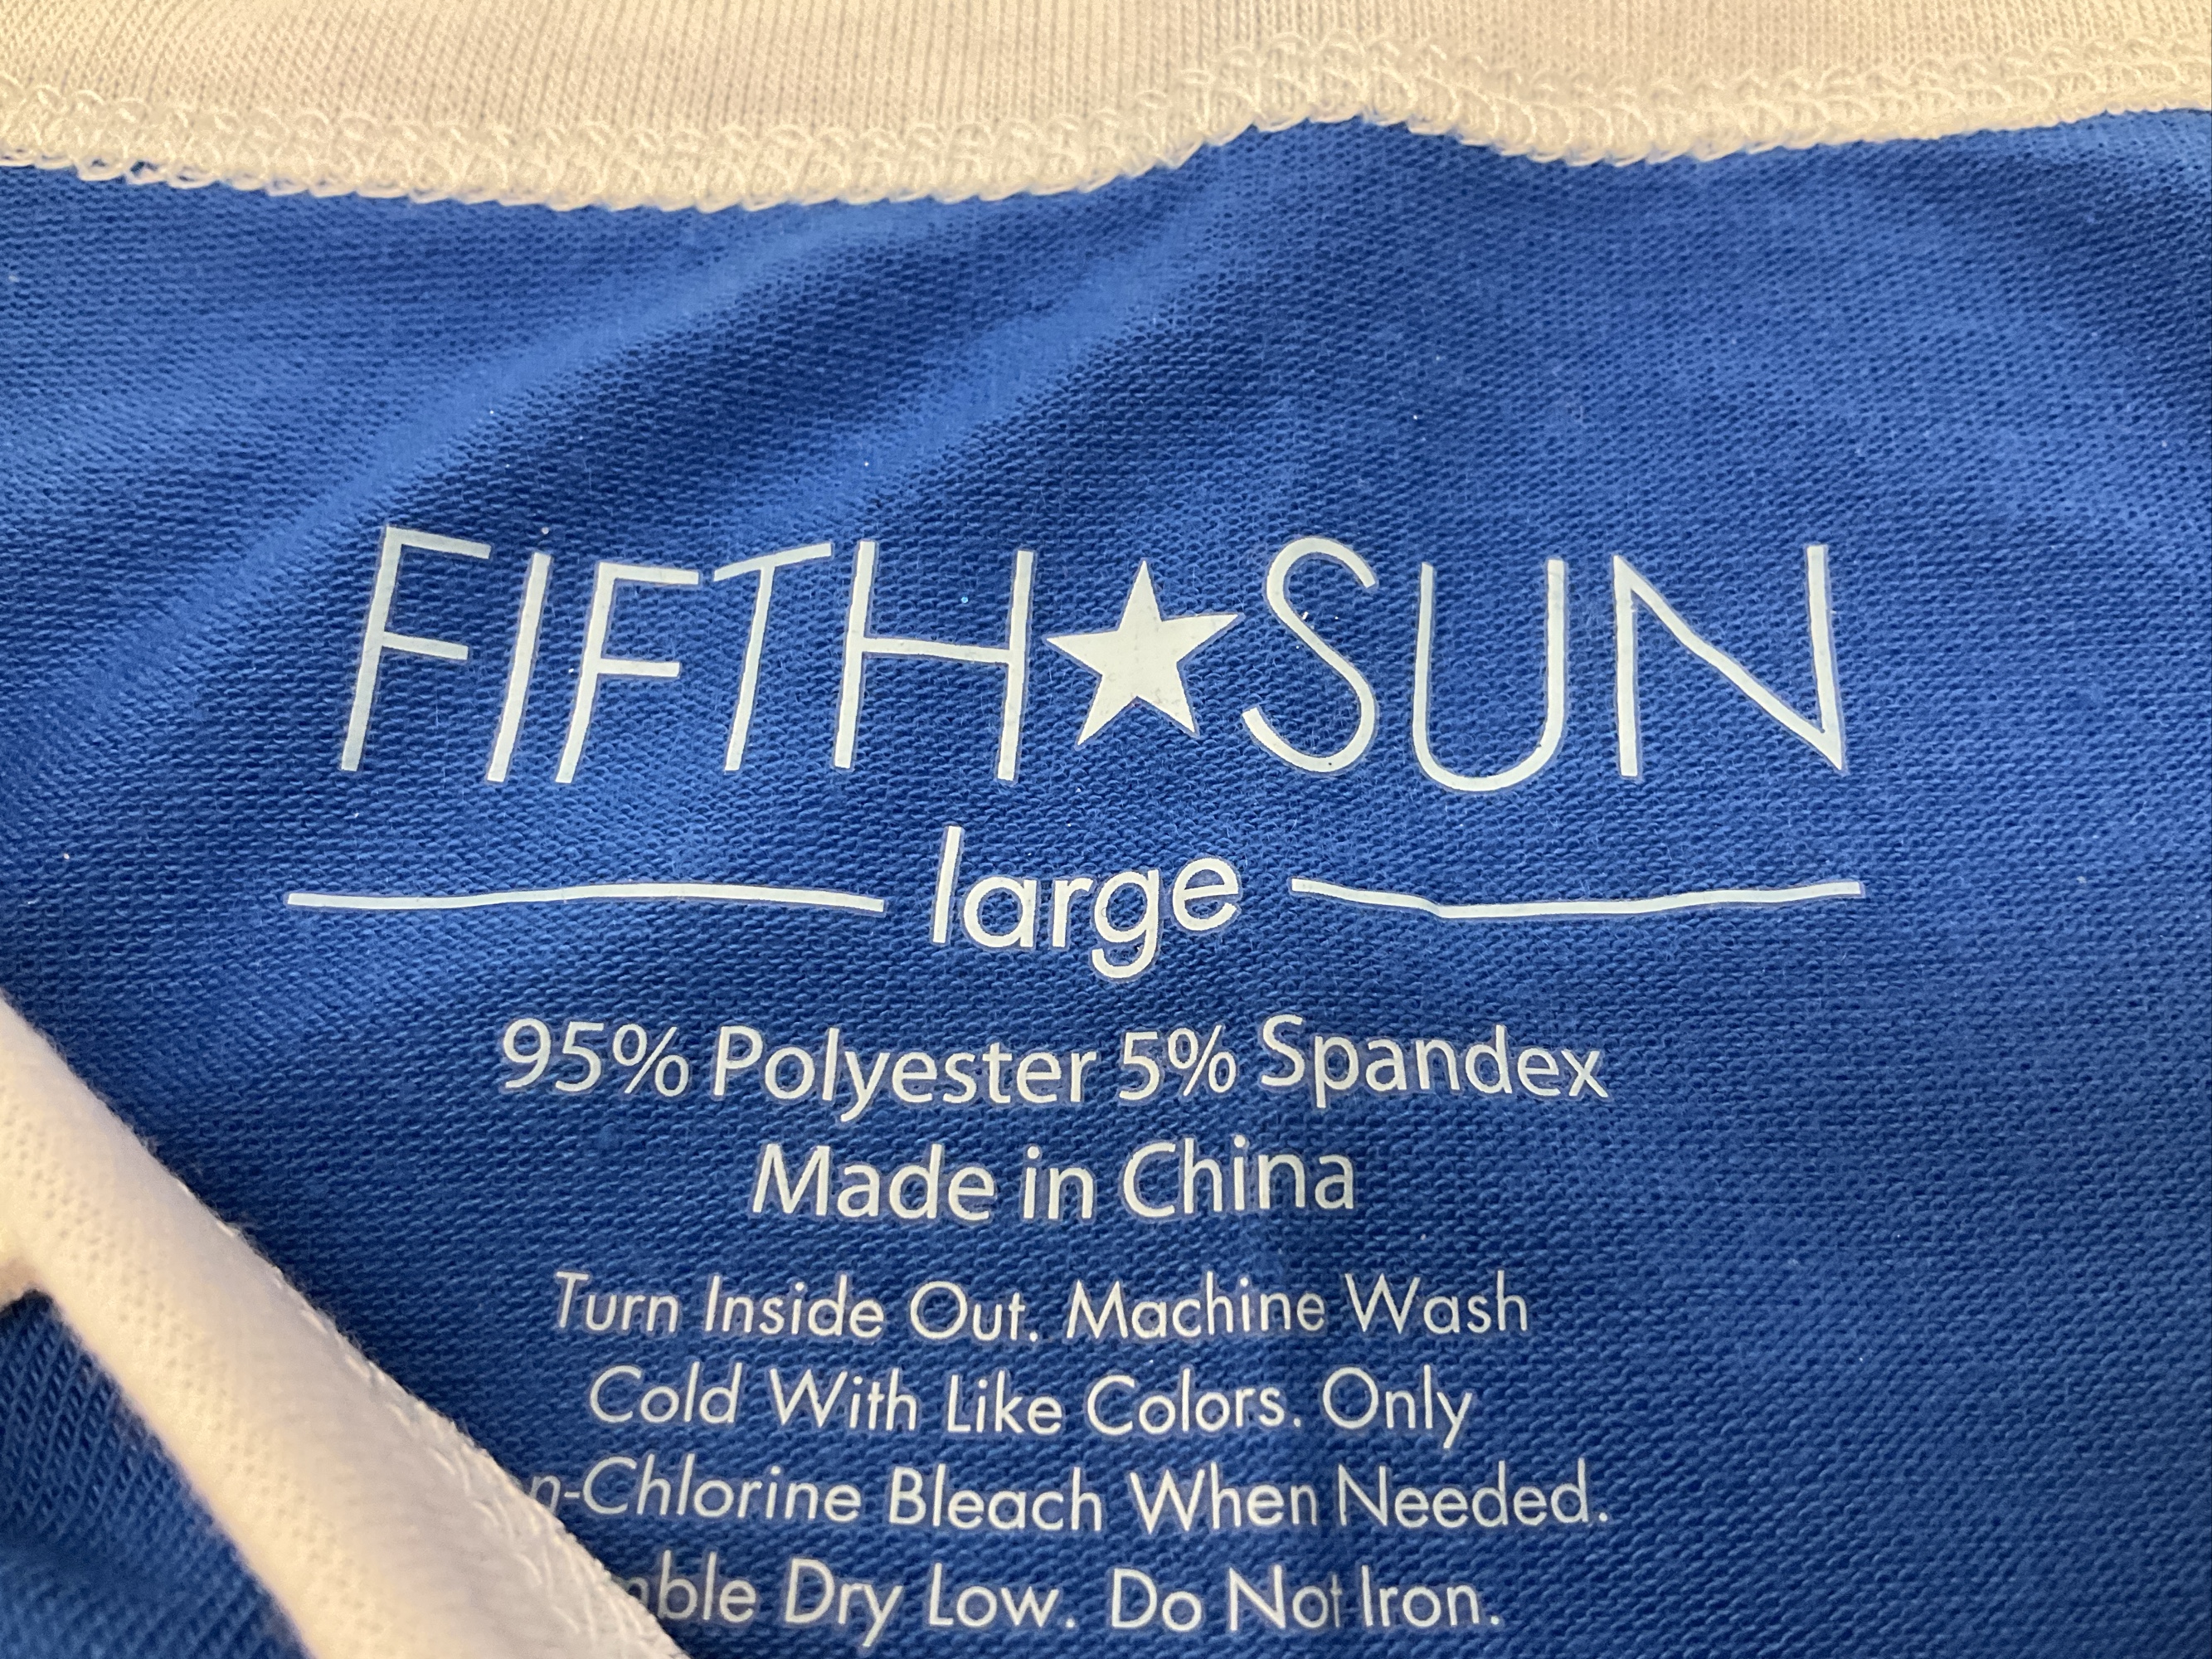 FIFTH★SUN
large
95% Polyester 5% Spandex
Made in China
Turn Inside Out. Machine Wash
Cold With Like Colors. Only
n-Chlorine Bleach When Needed.
ble Dry Low. Do Not Iron.